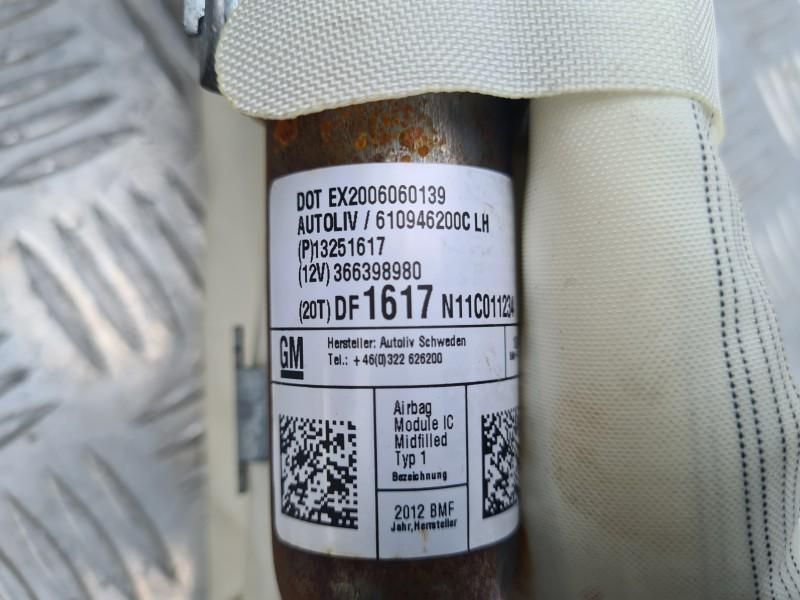 DOT EX2006060139
AUTOLIV / 610946200C LH
(P)13251617
(12V) 366398980
(20T) DF 1617
GM
Hersteller: Autoliv Schweden
Tel.: +46(0)322 626200
Airbag
Module IC
Midfilled
Typ 1
Bezeichnung
2012 BMF
Jahr, Hersteller